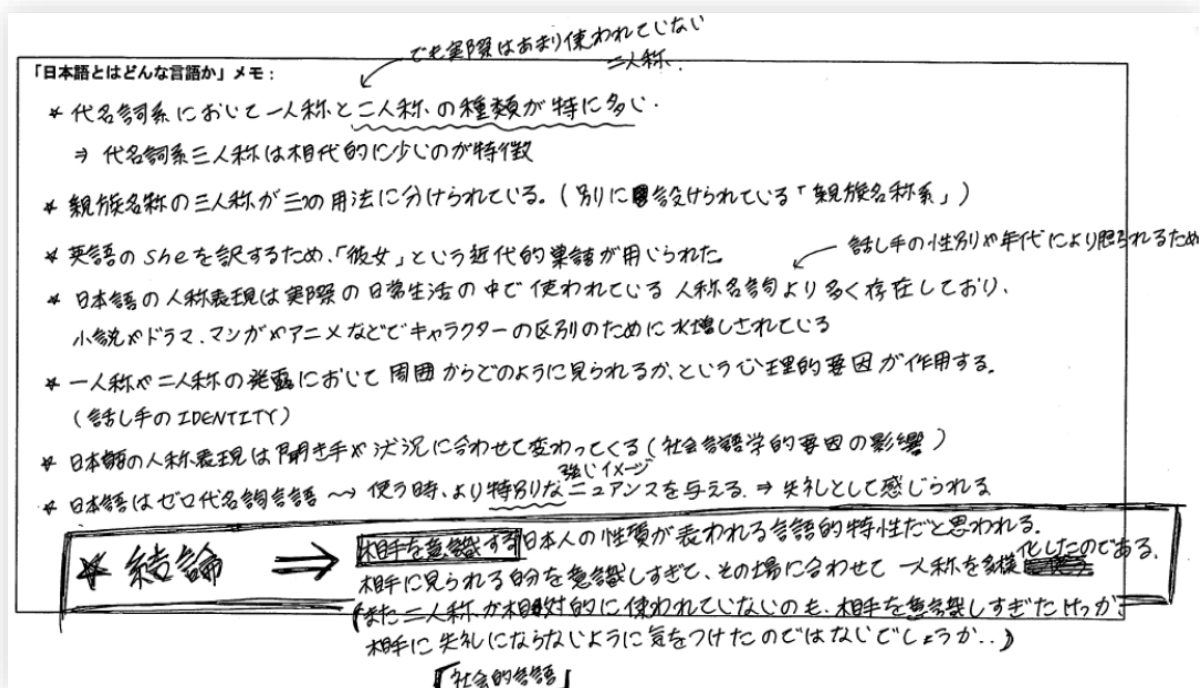 でも実際はあまり使われていない
二人称.
「日本語とはどんな言語か」メモ：
* 代名詞系において一人称と二人称の種類が特に多い.
⇒ 代名詞系三人称は相対的に少いのが特徴
* 親族名称の三人称が三つの用法に分けられている。(別に設けられている「親族名称系」)
* 英語のsheを訳するため、「彼女」という近代的単語が用いられた。
← 話し手の性別や年代により限られるため
* 日本語の人称表現は実際の日常生活の中で使われている人称名詞より多く存在しており、
小説やドラマ、マンガやアニメなどでキャラクターの区別のために水増しされている
* 一人称や二人称の発話において周囲からどのように見られるか、という心理的要因が作用する。
(話し手のIDENTITY)
* 日本語の人称表現は聞き手や状況に合わせて変わってくる(社会言語学的要因の影響)
強いイメージ
* 日本語はゼロ代名詞言語 ～> 使う時、より特別なニュアンスを与える. ⇒ 失礼として感じられる
* 結論 ⇒ 相手を意識する日本人の性質が表われる言語的特性だと思われる.
相手に見られる自分を意識しすぎて、その場に合わせて一人称を多様化したのである.
(また二人称が相対的に使われていないのも、相手を意識しすぎたけっか
相手に失礼にならないように気をつけたのではないでしょうか..)
「社会的言語」